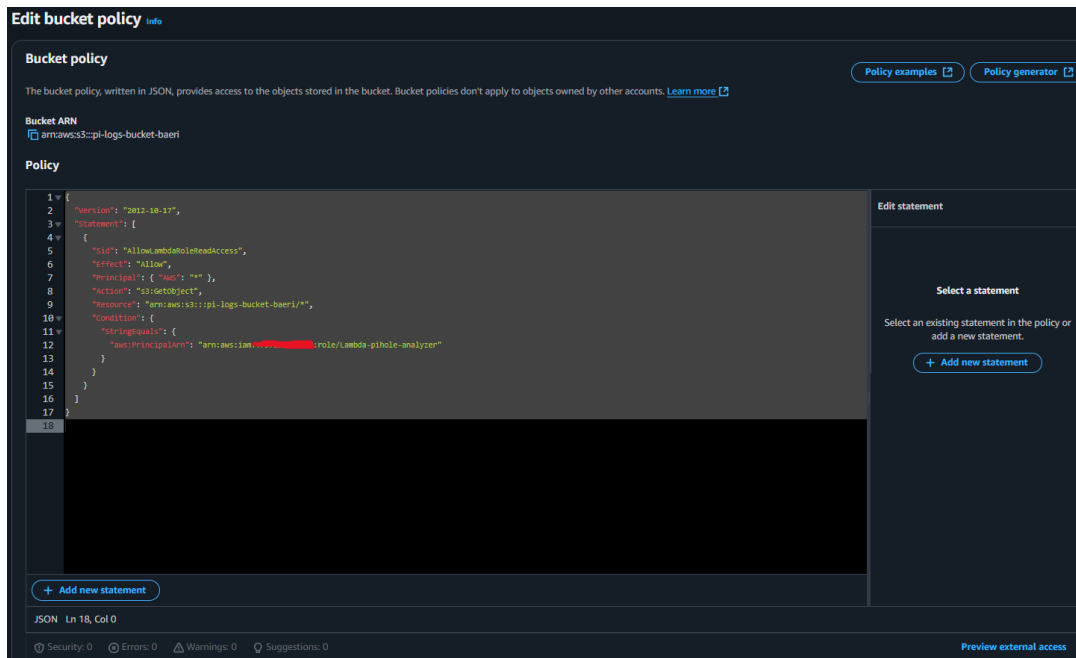 Edit bucket policy Info
Bucket policy
Policy examples
Policy generator
The bucket policy, written in JSON, provides access to the objects stored in the bucket. Bucket policies don't apply to objects owned by other accounts. Learn more
Bucket ARN
arn:aws:s3:::pi-logs-bucket-baeri
Policy
1 {
2 "Version": "2012-10-17",
3 "Statement": [
4 {
5 "Sid": "AllowLambdaRoleReadAccess",
6 "Effect": "Allow",
7 "Principal": { "AWS": "*" },
8 "Action": "s3:GetObject",
9 "Resource": "arn:aws:s3:::pi-logs-bucket-baeri/*",
10 "Condition": {
11 "StringEquals": {
12 "aws:PrincipalArn": "arn:aws:iam: :role/Lambda-pihole-analyzer"
13 }
14 }
15 }
16 ]
17 }
18
Edit statement
Select a statement
Select an existing statement in the policy or
add a new statement.
+ Add new statement
+ Add new statement
JSON Ln 18, Col 0
Security: 0 Errors: 0 Warnings: 0 Suggestions: 0
Preview external access